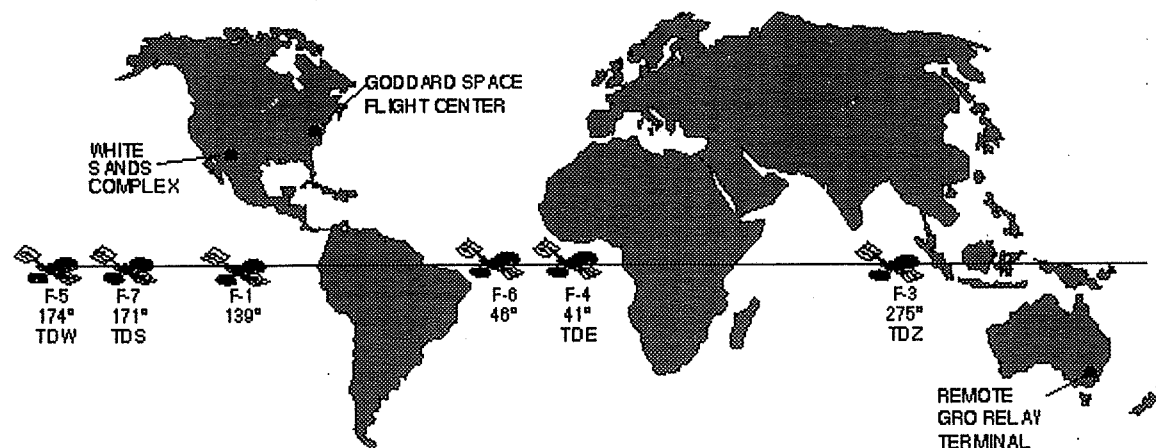 GODDARD SPACE
FLIGHT CENTER
WHITE
SANDS
COMPLEX
F-5
174°
TDW
F-7
171°
TDS
F-1
139°
F-6
46°
F-4
41°
TDE
F-3
275°
TDZ
REMOTE
GRO RELAY
TERMINAL